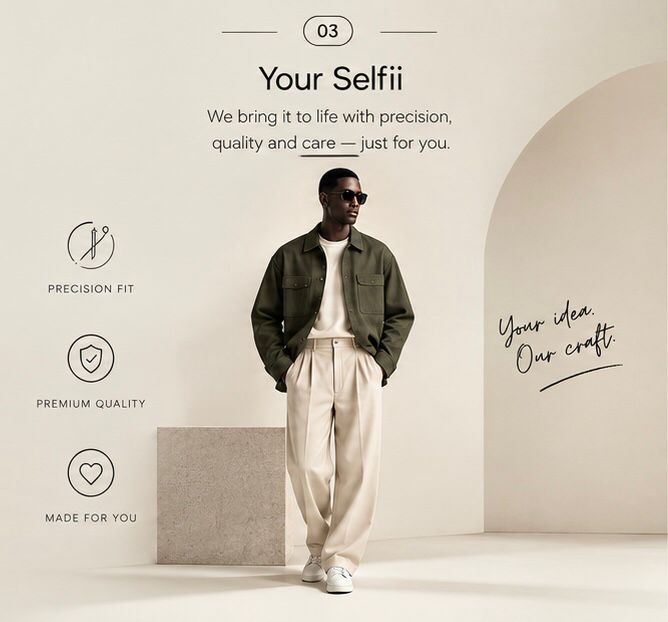 03
Your Selfii
We bring it to life with precision,
quality and care — just for you.
PRECISION FIT
PREMIUM QUALITY
MADE FOR YOU
Your idea.
Our craft.